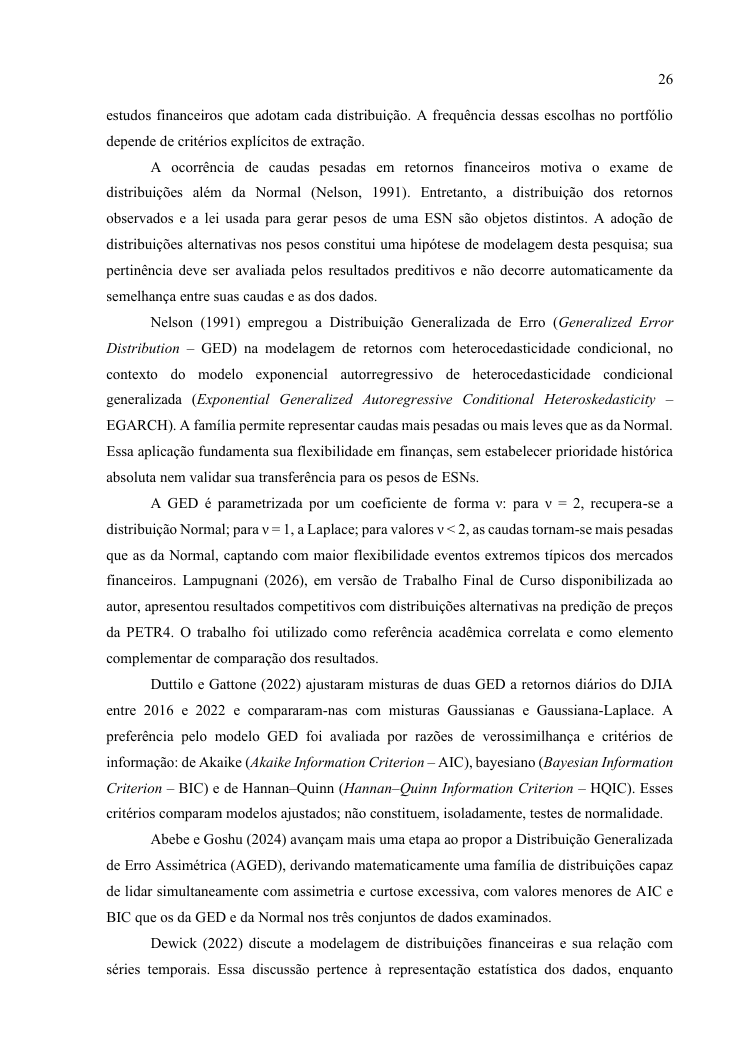 26
estudos financeiros que adotam cada distribuição. A frequência dessas escolhas no portfólio
depende de critérios explícitos de extração.
A ocorrência de caudas pesadas em retornos financeiros motiva o exame de
distribuições além da Normal (Nelson, 1991). Entretanto, a distribuição dos retornos
observados e a lei usada para gerar pesos de uma ESN são objetos distintos. A adoção de
distribuições alternativas nos pesos constitui uma hipótese de modelagem desta pesquisa; sua
pertinência deve ser avaliada pelos resultados preditivos e não decorre automaticamente da
semelhança entre suas caudas e as dos dados.
Nelson (1991) empregou a Distribuição Generalizada de Erro (Generalized Error
Distribution – GED) na modelagem de retornos com heterocedasticidade condicional, no
contexto do modelo exponencial autorregressivo de heterocedasticidade condicional
generalizada (Exponential Generalized Autoregressive Conditional Heteroskedasticity –
EGARCH). A família permite representar caudas mais pesadas ou mais leves que as da Normal.
Essa aplicação fundamenta sua flexibilidade em finanças, sem estabelecer prioridade histórica
absoluta nem validar sua transferência para os pesos de ESNs.
A GED é parametrizada por um coeficiente de forma ν: para ν = 2, recupera-se a
distribuição Normal; para ν = 1, a Laplace; para valores ν < 2, as caudas tornam-se mais pesadas
que as da Normal, captando com maior flexibilidade eventos extremos típicos dos mercados
financeiros. Lampugnani (2026), em versão de Trabalho Final de Curso disponibilizada ao
autor, apresentou resultados competitivos com distribuições alternativas na predição de preços
da PETR4. O trabalho foi utilizado como referência acadêmica correlata e como elemento
complementar de comparação dos resultados.
Duttilo e Gattone (2022) ajustaram misturas de duas GED a retornos diários do DJIA
entre 2016 e 2022 e compararam-nas com misturas Gaussianas e Gaussiana-Laplace. A
preferência pelo modelo GED foi avaliada por razões de verossimilhança e critérios de
informação: de Akaike (Akaike Information Criterion – AIC), bayesiano (Bayesian Information
Criterion – BIC) e de Hannan–Quinn (Hannan–Quinn Information Criterion – HQIC). Esses
critérios comparam modelos ajustados; não constituem, isoladamente, testes de normalidade.
Abebe e Goshu (2024) avançam mais uma etapa ao propor a Distribuição Generalizada
de Erro Assimétrica (AGED), derivando matematicamente uma família de distribuições capaz
de lidar simultaneamente com assimetria e curtose excessiva, com valores menores de AIC e
BIC que os da GED e da Normal nos três conjuntos de dados examinados.
Dewick (2022) discute a modelagem de distribuições financeiras e sua relação com
séries temporais. Essa discussão pertence à representação estatística dos dados, enquanto